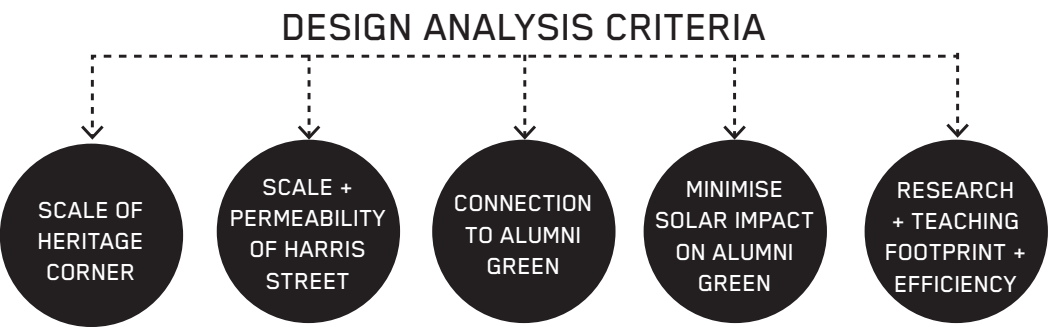 DESIGN ANALYSIS CRITERIA
SCALE OF
HERITAGE
CORNER
SCALE +
PERMEABILITY
OF HARRIS
STREET
CONNECTION
TO ALUMNI
GREEN
MINIMISE
SOLAR IMPACT
ON ALUMNI
GREEN
RESEARCH
+ TEACHING
FOOTPRINT +
EFFICIENCY